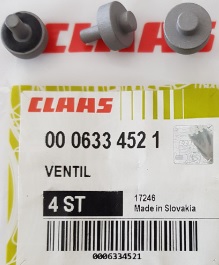 CLAAS
CLAAS
00 0633 452 1
VENTIL
4 ST
17246
Made in Slovakia
0006334521